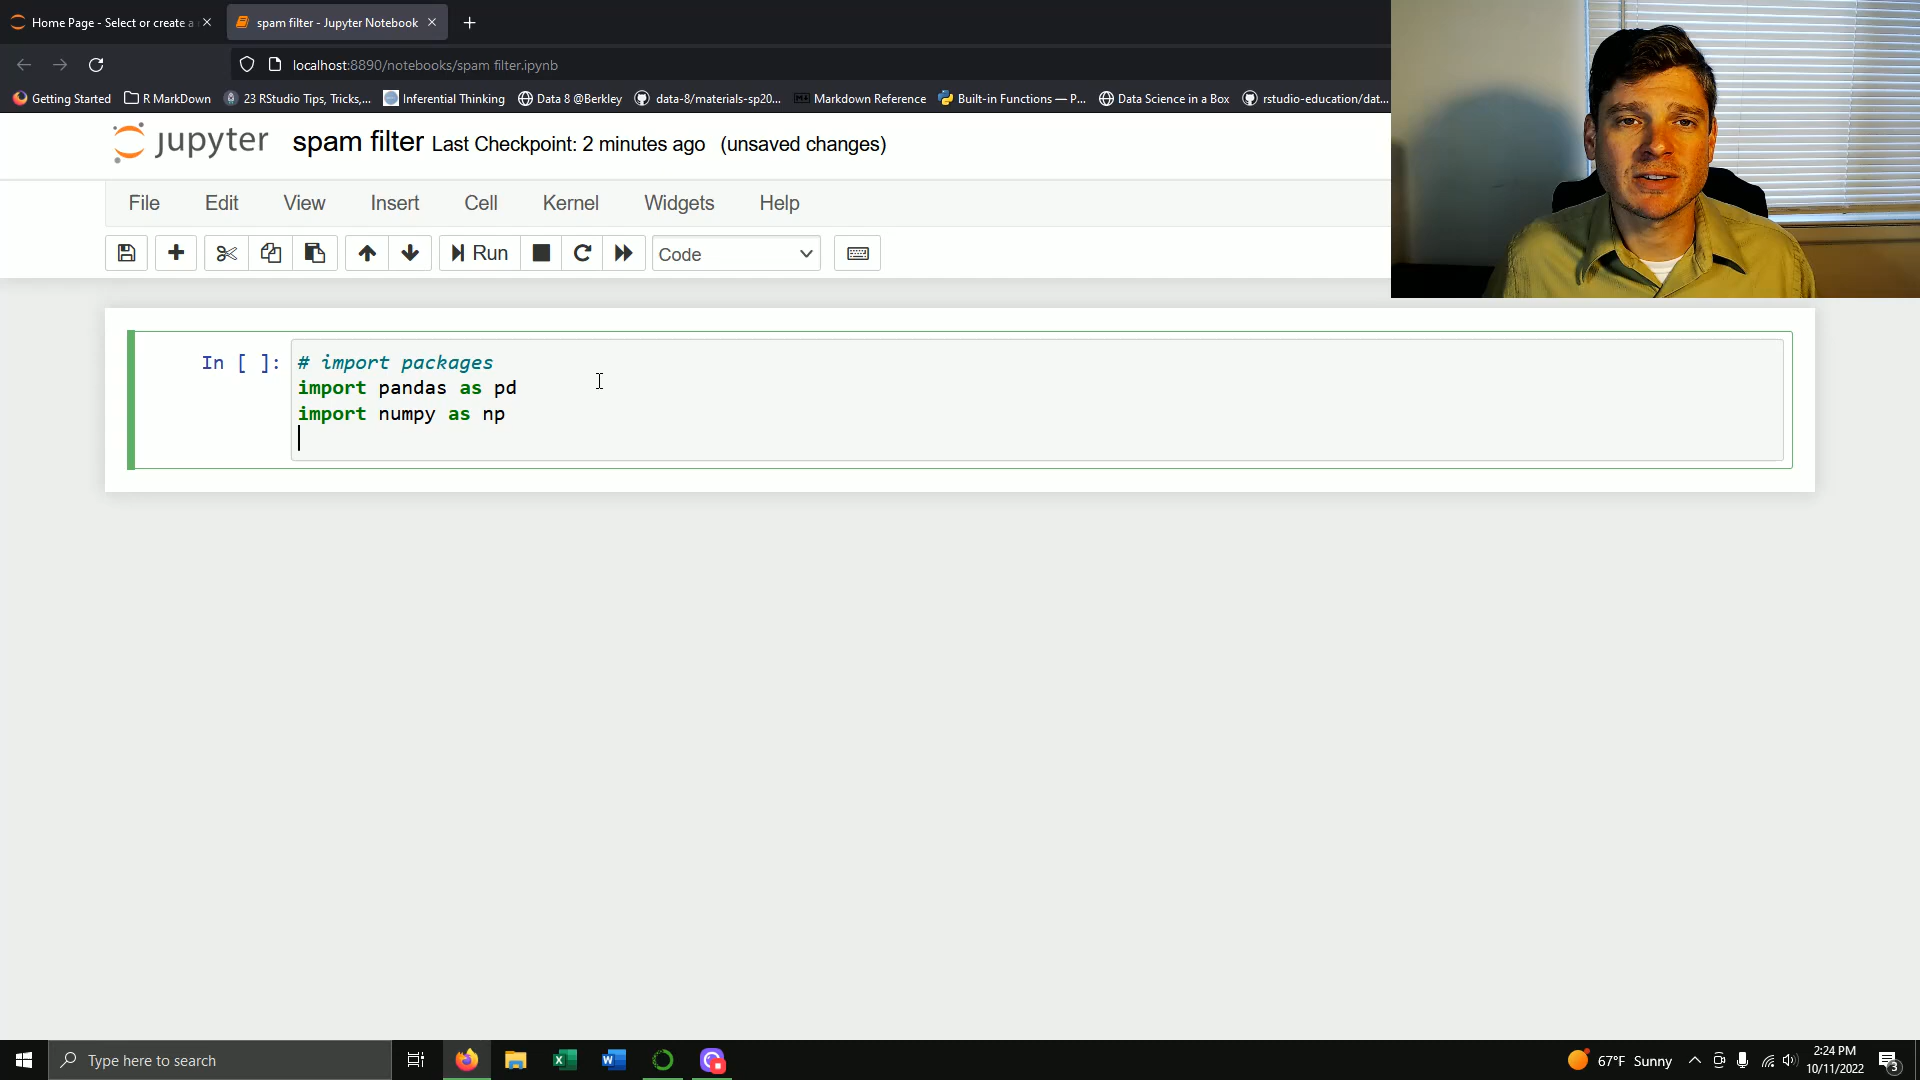 Home Page - Select or create a
spam filter - Jupyter Notebook
localhost:8890/notebooks/spam filter.ipynb
Getting Started
R MarkDown
23 RStudio Tips, Tricks,...
Inferential Thinking
Data 8 @Berkley
data-8/materials-sp20...
Markdown Reference
Built-in Functions — P...
Data Science in a Box
rstudio-education/dat...
jupyter
spam filter Last Checkpoint: 2 minutes ago (unsaved changes)
File Edit View Insert Cell Kernel Widgets Help
Run
Code
In [ ]:
# import packages
import pandas as pd
import numpy as np
Type here to search
67°F Sunny
2:24 PM
10/11/2022
3